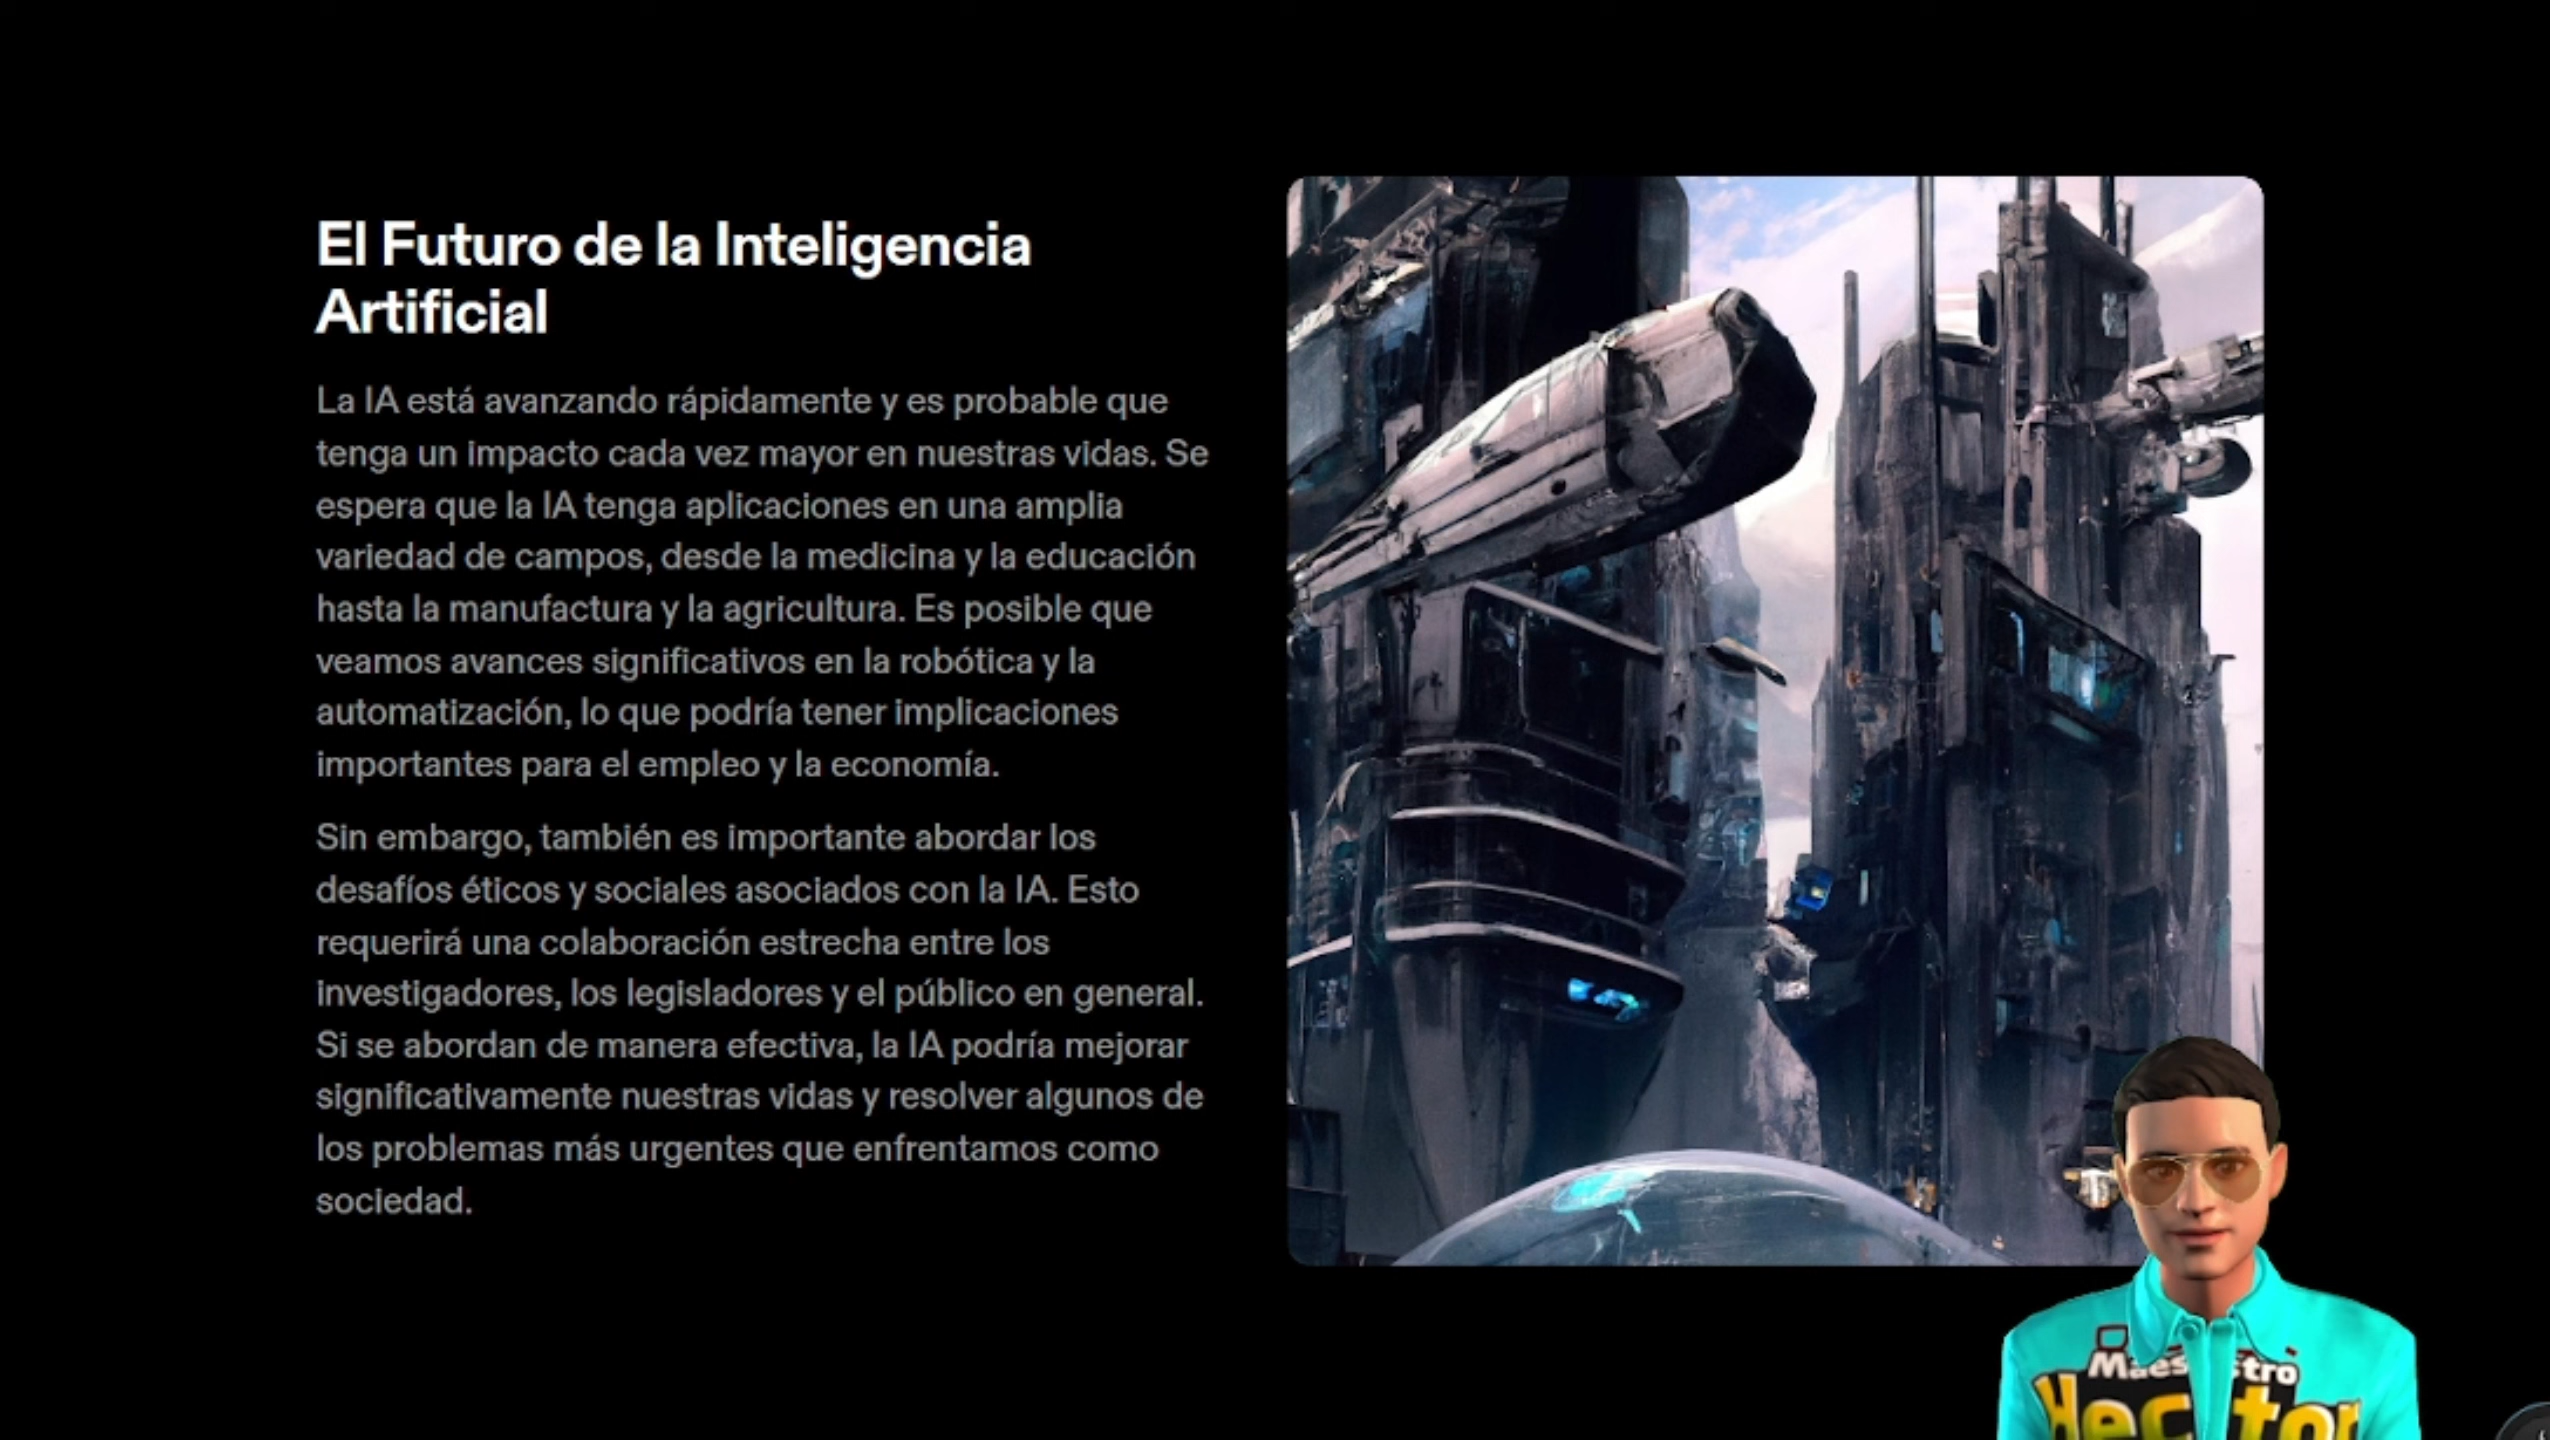 El Futuro de la Inteligencia
Artificial
La IA está avanzando rápidamente y es probable que
tenga un impacto cada vez mayor en nuestras vidas. Se
espera que la IA tenga aplicaciones en una amplia
variedad de campos, desde la medicina y la educación
hasta la manufactura y la agricultura. Es posible que
veamos avances significativos en la robótica y la
automatización, lo que podría tener implicaciones
importantes para el empleo y la economía.
Sin embargo, también es importante abordar los
desafíos éticos y sociales asociados con la IA. Esto
requerirá una colaboración estrecha entre los
investigadores, los legisladores y el público en general.
Si se abordan de manera efectiva, la IA podría mejorar
significativamente nuestras vidas y resolver algunos de
los problemas más urgentes que enfrentamos como
sociedad.
Maestro
Hector